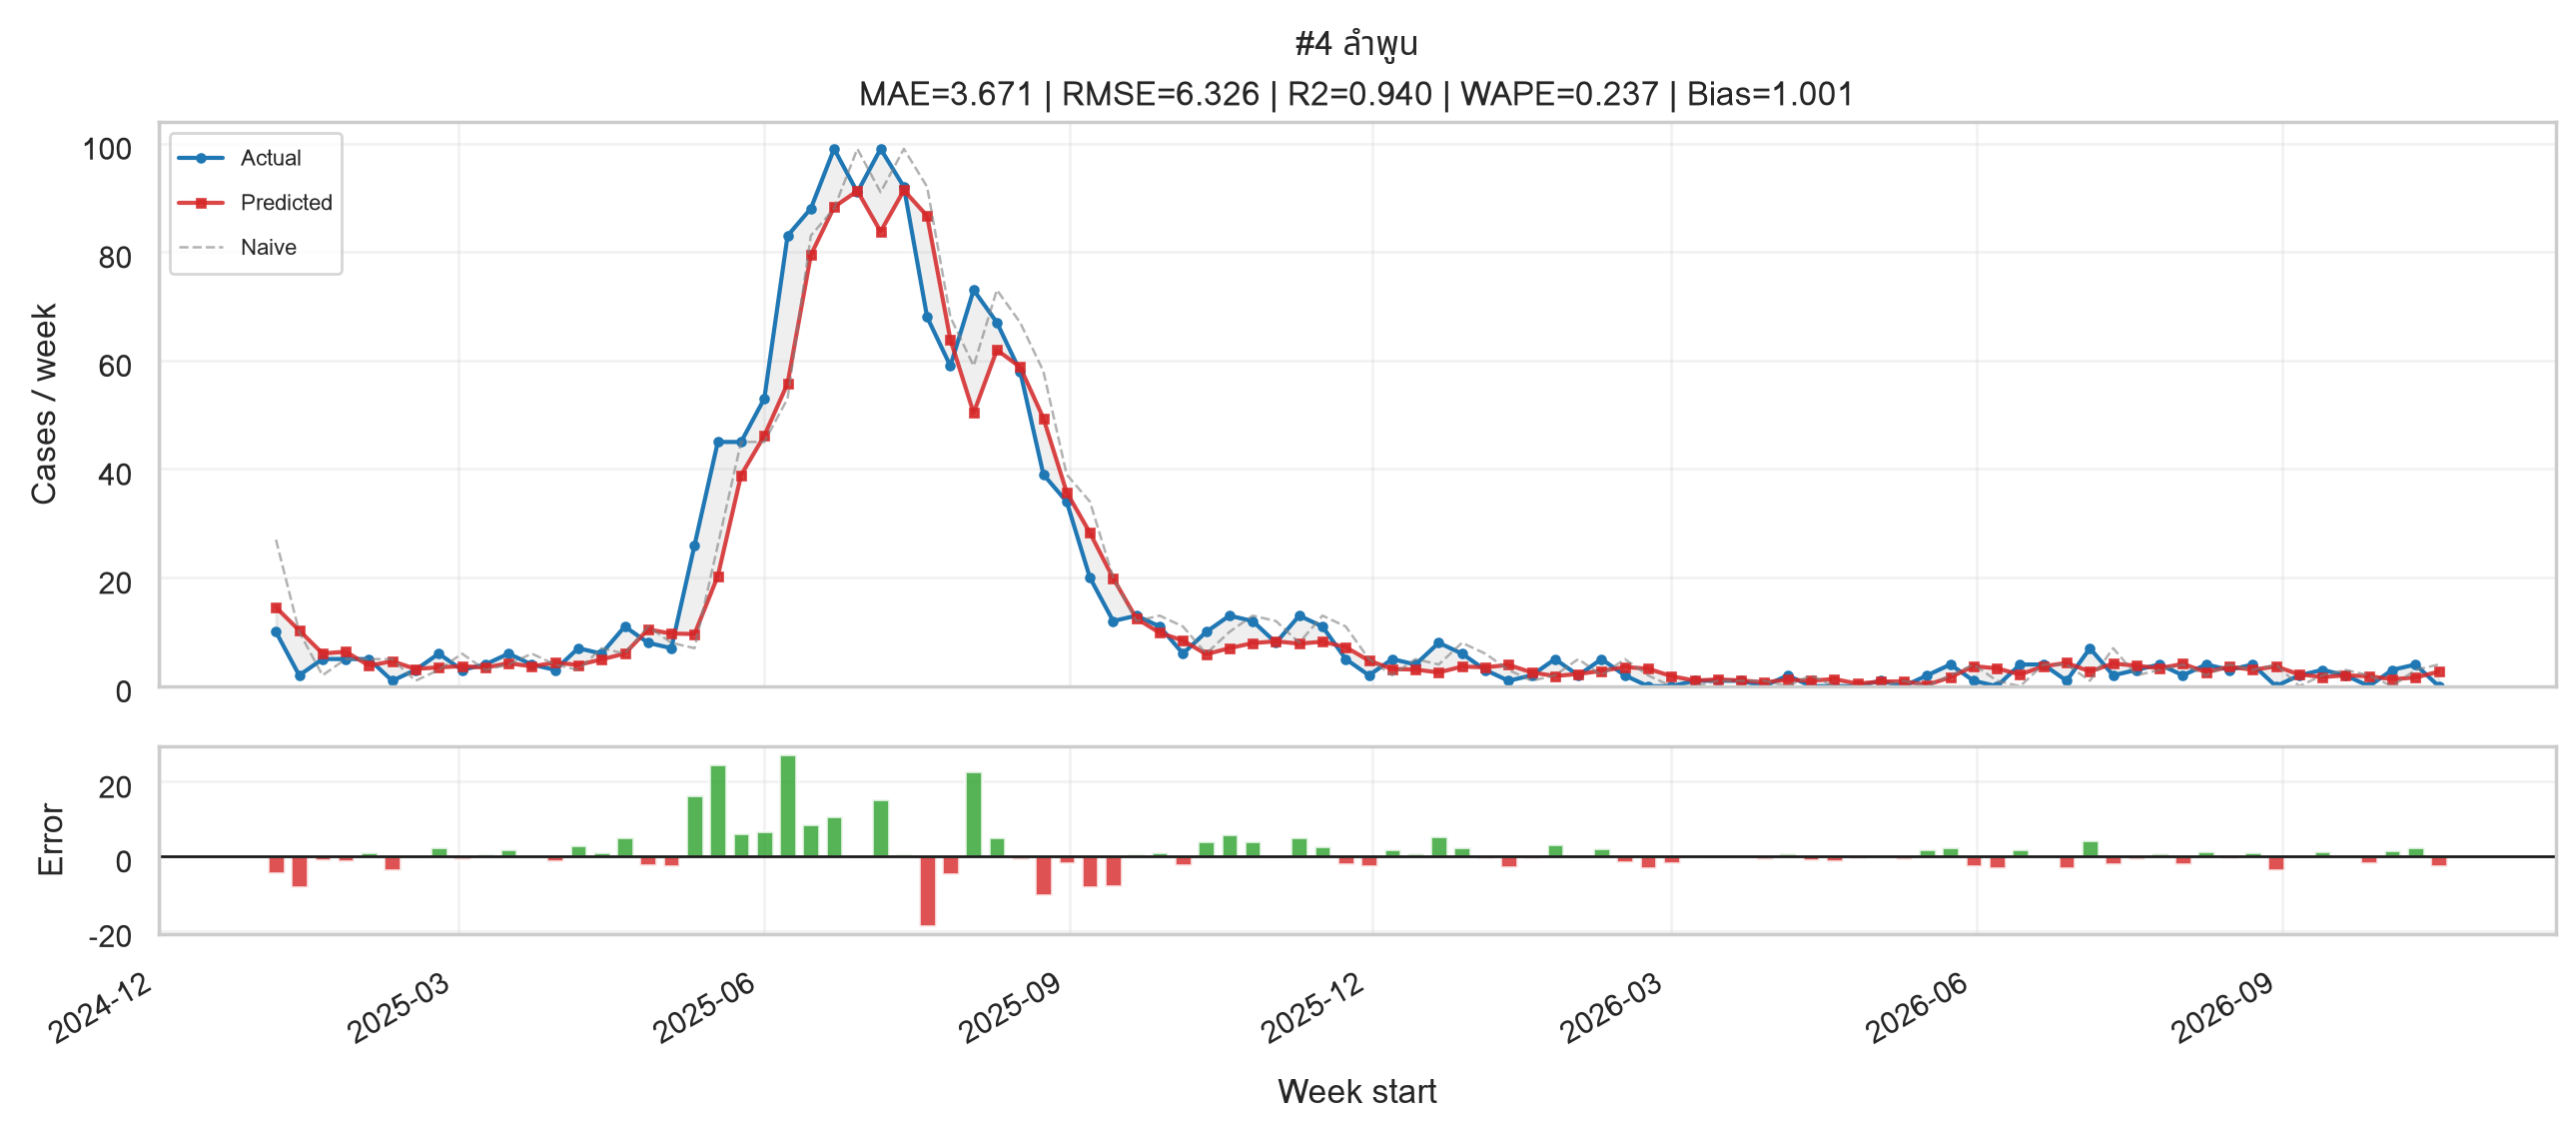 #4 ลำพูน
MAE=3.671 | RMSE=6.326 | R2=0.940 | WAPE=0.237 | Bias=1.001
Actual
Predicted
Naive
100
80
60
40
20
0
Cases / week
20
0
-20
Error
2024-12
2025-03
2025-06
2025-09
2025-12
2026-03
2026-06
2026-09
Week start